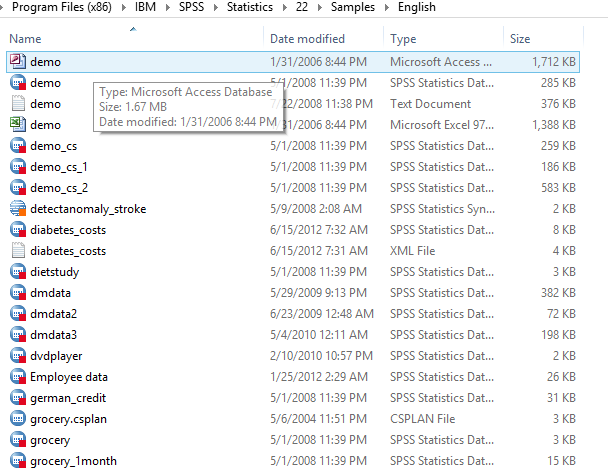 Program Files (x86) IBM SPSS Statistics 22 Samples English
Name Date modified Type Size
demo 1/31/2006 8:44 PM Microsoft Access ... 1,712 KB
demo 5/1/2008 11:39 PM SPSS Statistics Dat... 285 KB
Type: Microsoft Access Database
demo 7/22/2008 11:38 PM Text Document 376 KB
Size: 1.67 MB
demo 1/31/2006 8:44 PM Microsoft Excel 97... 1,388 KB
Date modified: 1/31/2006 8:44 PM
demo_cs 5/1/2008 11:39 PM SPSS Statistics Dat... 259 KB
demo_cs_1 5/1/2008 11:39 PM SPSS Statistics Dat... 186 KB
demo_cs_2 5/1/2008 11:39 PM SPSS Statistics Dat... 583 KB
detectanomaly_stroke 5/9/2008 2:08 AM SPSS Statistics Syn... 2 KB
diabetes_costs 6/15/2012 7:32 AM SPSS Statistics Dat... 8 KB
diabetes_costs 6/15/2012 7:31 AM XML File 4 KB
dietstudy 5/1/2008 11:39 PM SPSS Statistics Dat... 3 KB
dmdata 5/29/2009 9:13 PM SPSS Statistics Dat... 382 KB
dmdata2 6/23/2009 12:48 AM SPSS Statistics Dat... 72 KB
dmdata3 5/4/2010 12:11 AM SPSS Statistics Dat... 198 KB
dvdplayer 2/10/2010 10:57 PM SPSS Statistics Dat... 2 KB
Employee data 1/25/2012 2:29 AM SPSS Statistics Dat... 26 KB
german_credit 5/1/2008 11:39 PM SPSS Statistics Dat... 31 KB
grocery.csplan 5/6/2004 11:51 PM CSPLAN File 3 KB
grocery 5/1/2008 11:39 PM SPSS Statistics Dat... 3 KB
grocery_1month 5/1/2008 11:39 PM SPSS Statistics Dat... 15 KB